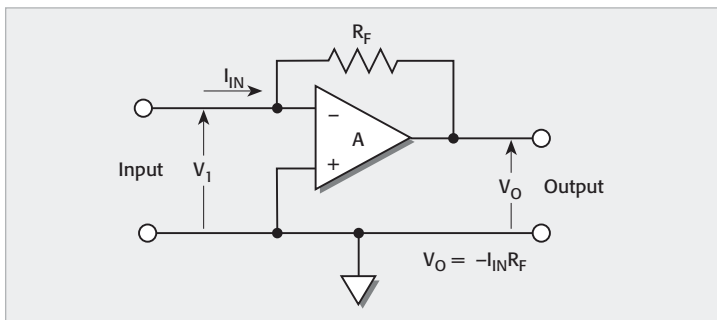 R_F
I_IN
−
A
+
Input V_1
V_O Output
V_O = −I_IN R_F